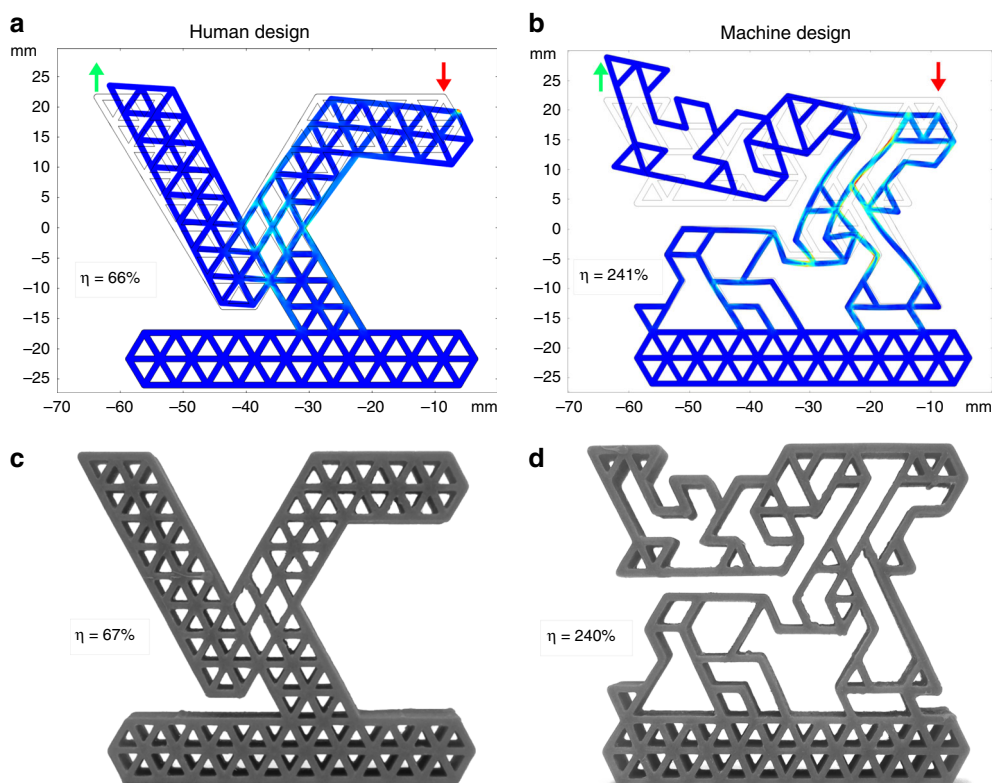 a
Human design
mm
25
20
15
10
5
0
−5
−10
−15
−20
−25
η = 66%
−70
−60
−50
−40
−30
−20
−10
mm
b
Machine design
mm
25
20
15
10
5
0
−5
−10
−15
−20
−25
η = 241%
−70
−60
−50
−40
−30
−20
−10
mm
c
η = 67%
d
η = 240%